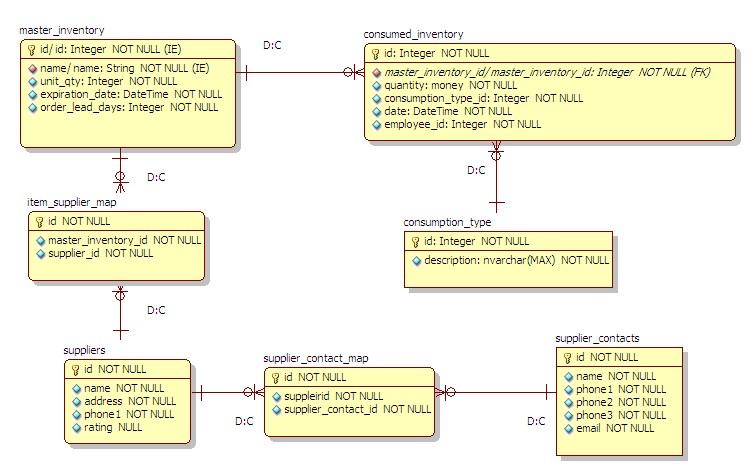 master_inventory
id/ id: Integer NOT NULL (IE)
name/ name: String NOT NULL (IE)
unit_qty: Integer NOT NULL
expiration_date: DateTime NOT NULL
order_lead_days: Integer NOT NULL
D:C
consumed_inventory
id: Integer NOT NULL
master_inventory_id/ master_inventory_id: Integer NOT NULL (FK)
quantity: money NOT NULL
consumption_type_id: Integer NOT NULL
date: DateTime NOT NULL
employee_id: Integer NOT NULL
D:C
D:C
item_supplier_map
id NOT NULL
master_inventory_id NOT NULL
supplier_id NOT NULL
consumption_type
id: Integer NOT NULL
description: nvarchar(MAX) NOT NULL
D:C
suppliers
id NOT NULL
name NOT NULL
address NOT NULL
phone1 NOT NULL
rating NULL
D:C
supplier_contact_map
id NOT NULL
suppleirid NOT NULL
supplier_contact_id NOT NULL
D:C
supplier_contacts
id NOT NULL
name NOT NULL
phone1 NOT NULL
phone2 NOT NULL
phone3 NOT NULL
email NOT NULL